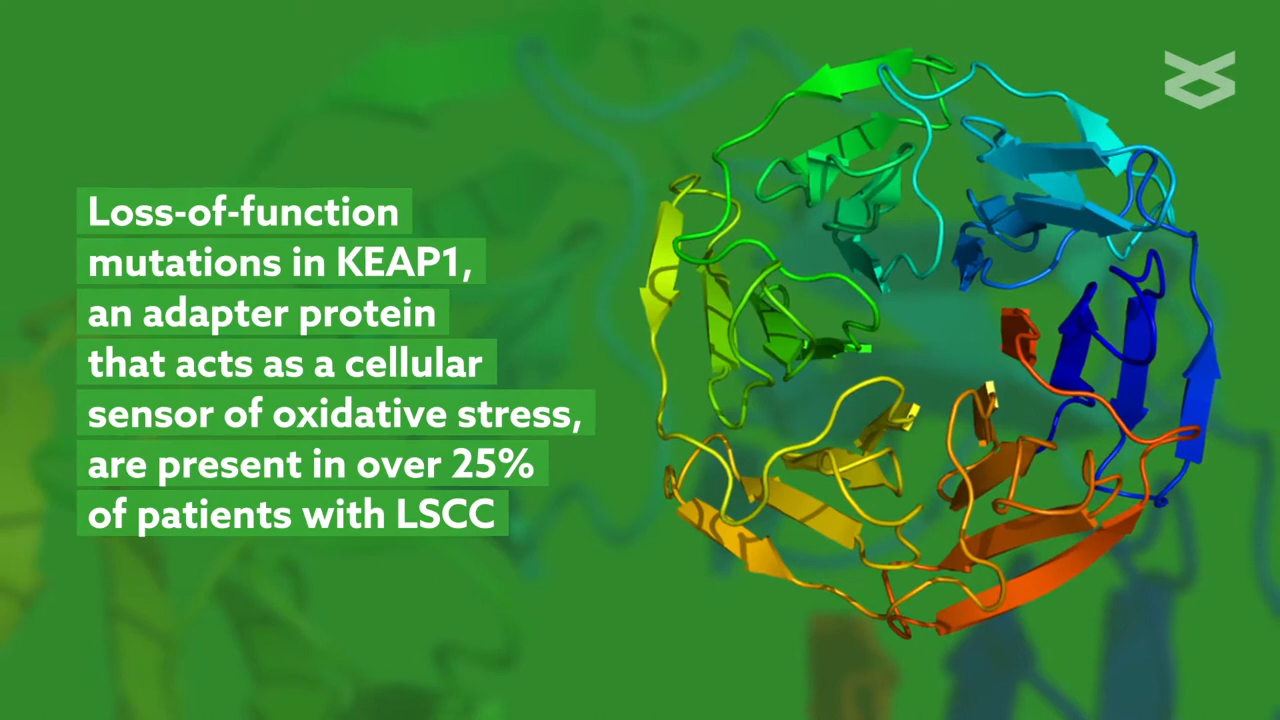 Loss-of-function
mutations in KEAP1,
an adapter protein
that acts as a cellular
sensor of oxidative stress,
are present in over 25%
of patients with LSCC